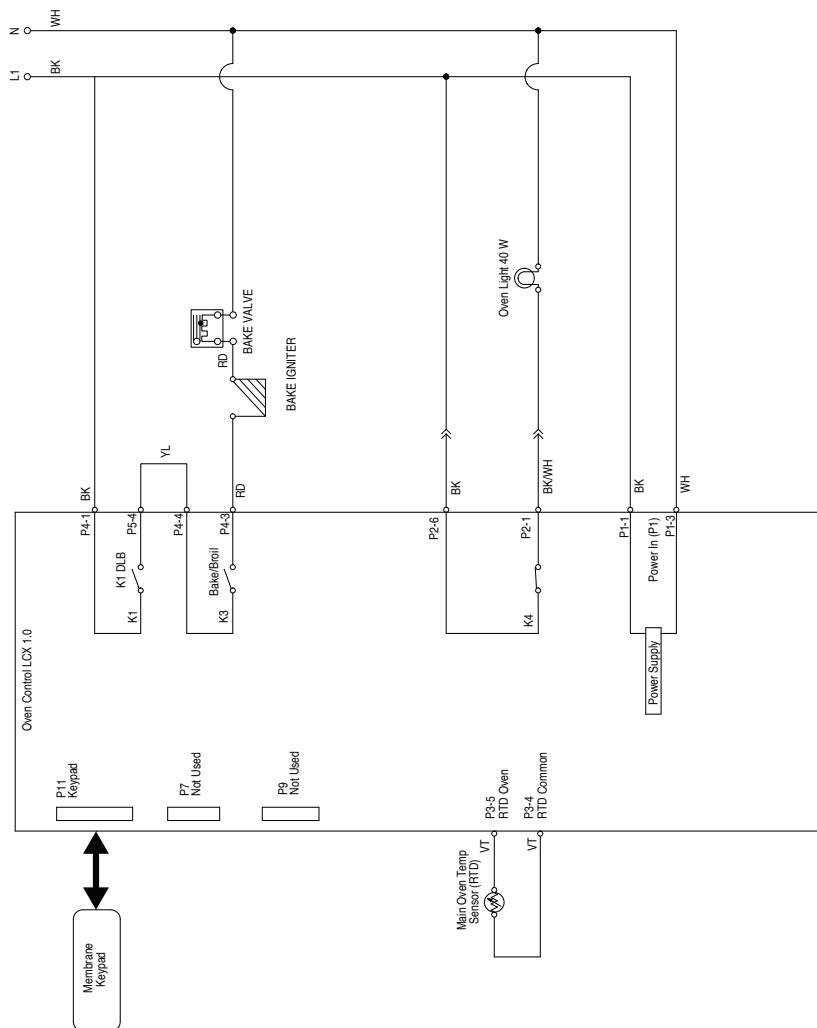 N
WH
L1
BK
BAKE VALVE
RD
BAKE IGNITER
Oven Light 40 W
YL
BK
RD
BK
BK/WH
BK
WH
P4-1
P5-4
P4-4
P4-3
P2-6
P2-1
P1-1
P1-3
K1 DLB
K1
Bake/Broil
K3
K4
Power In (P1)
Power Supply
Oven Control LCX 1.0
P11
Keypad
P7
Not Used
P9
Not Used
P3-5
RTD Oven
P3-4
RTD Common
VT
VT
Main Oven Temp
Sensor (RTD)
Membrane
Keypad